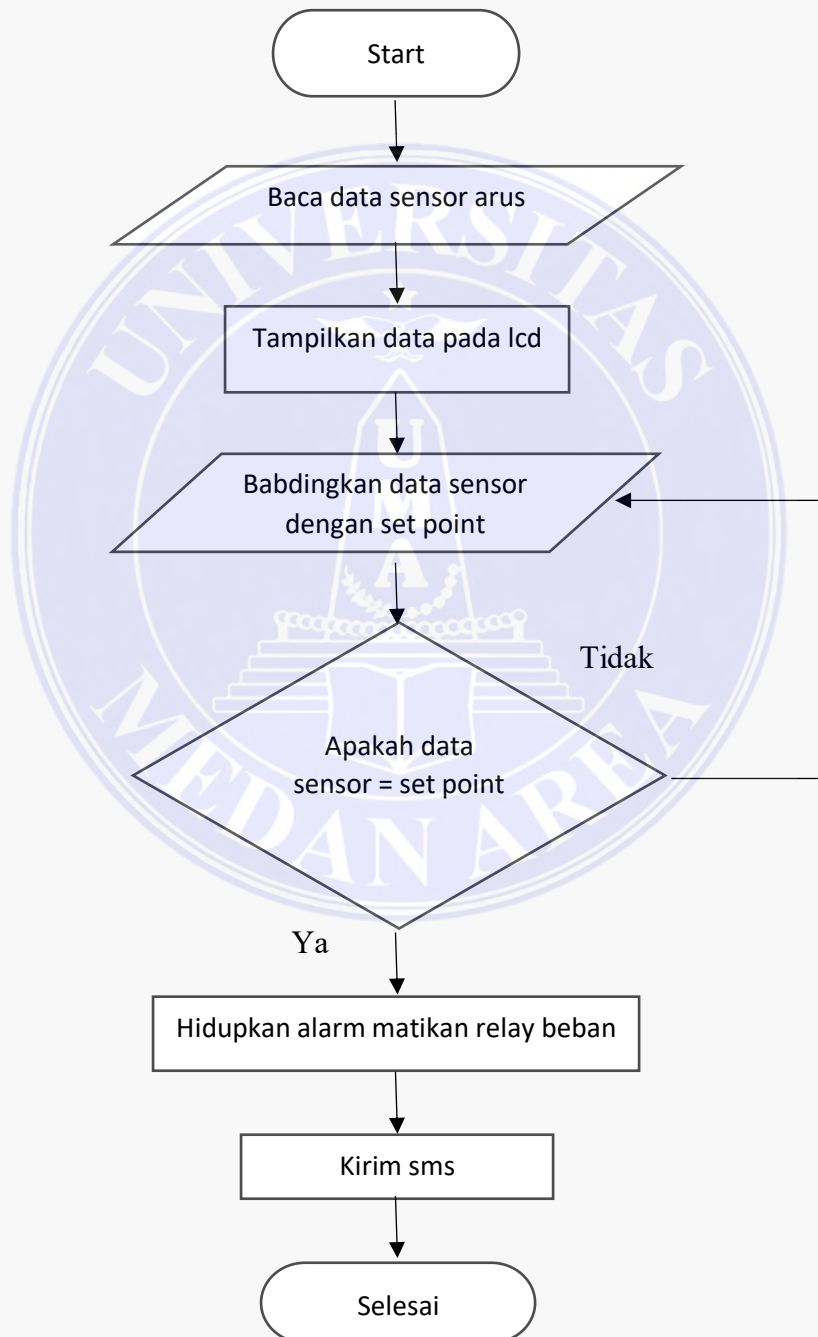 Start
UNIVERSITAS
Baca data sensor arus
Tampilkan data pada lcd
UMA
Babdingkan data sensor
dengan set point
Tidak
Apakah data
sensor = set point
MEDAN AREA
Ya
Hidupkan alarm matikan relay beban
Kirim sms
Selesai